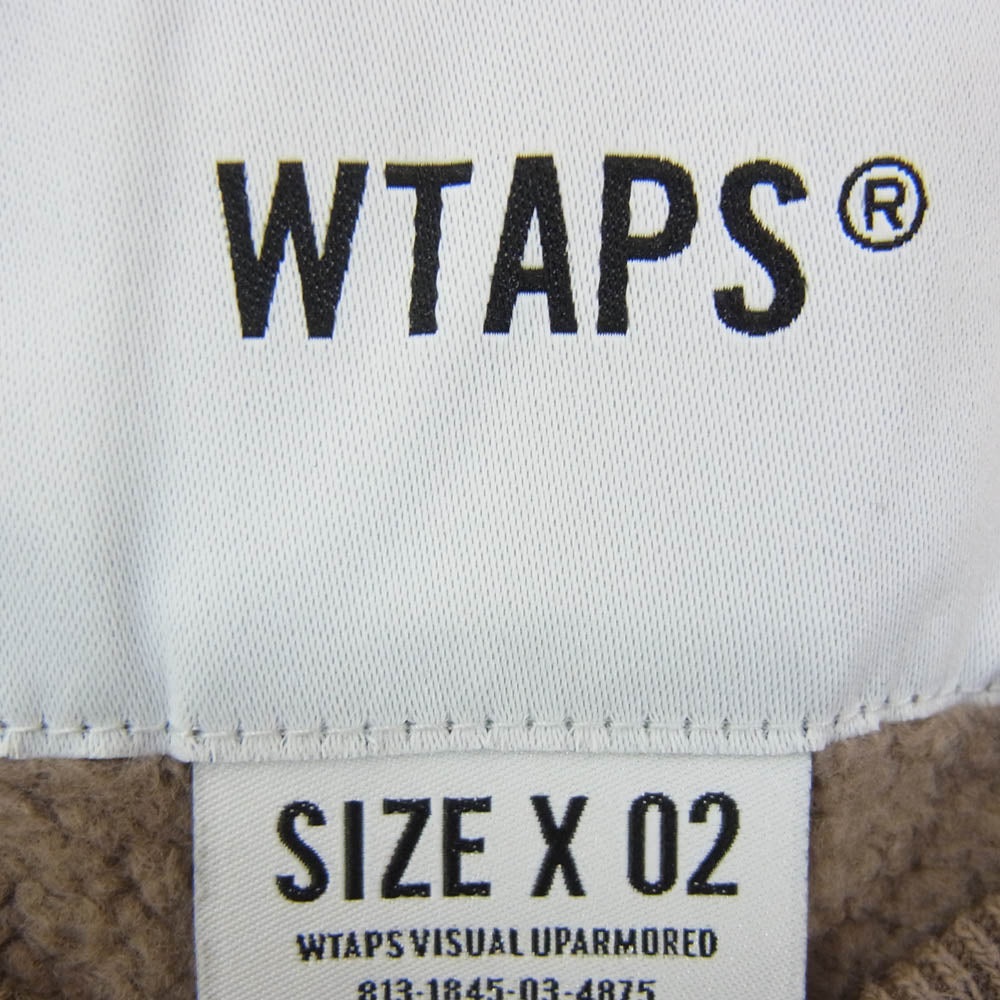 WTAPS®
SIZE X 02
WTAPS VISUAL UPARMORED
813-1845-03-4875